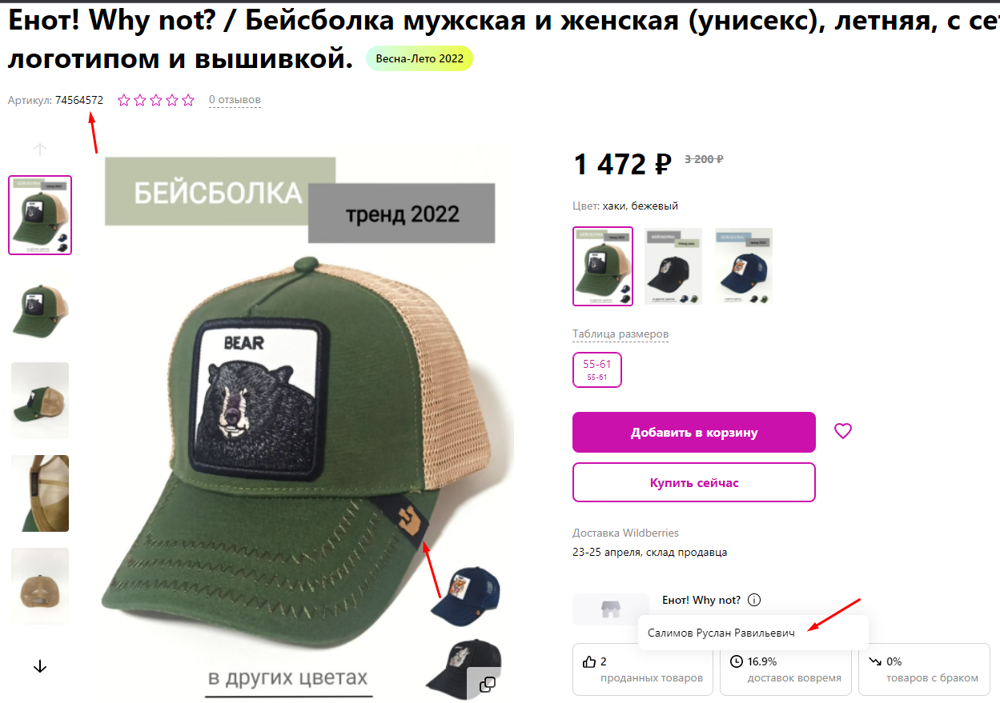 Енот! Why not? / Бейсболка мужская и женская (унисекс), летняя, с сет
логотипом и вышивкой.
Весна-Лето 2022
Артикул: 74564572
0 отзывов
БЕЙСБОЛКА
тренд 2022
BEAR
в других цветах
1 472 ₽ 3 200 ₽
Цвет: хаки, бежевый
Таблица размеров
55-61
55-61
Добавить в корзину
Купить сейчас
Доставка Wildberries
23-25 апреля, склад продавца
Енот! Why not?
Салимов Руслан Равильевич
2
проданных товаров
16.9%
доставок вовремя
0%
товаров с браком